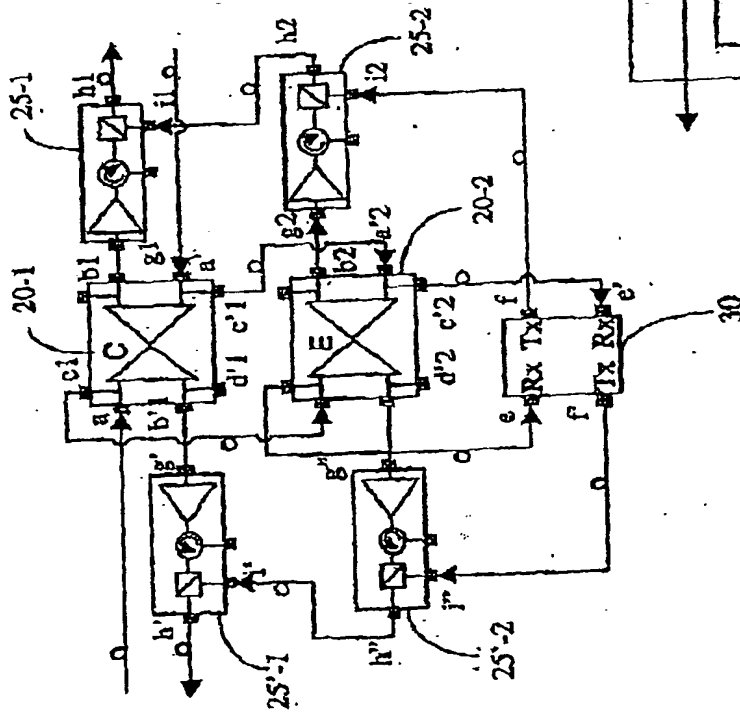 25-1
h1
i1
h2
25-2
i2
20-1
c1
b1
g1
a'
C
a
b'1
d'1
c'1
g2
a'2
b2
20-2
E
d'2
c'2
g'
h'
25'-1
g"
i"
h"
25'-2
f
e'
e
Rx Tx
Tx Rx
f'
30